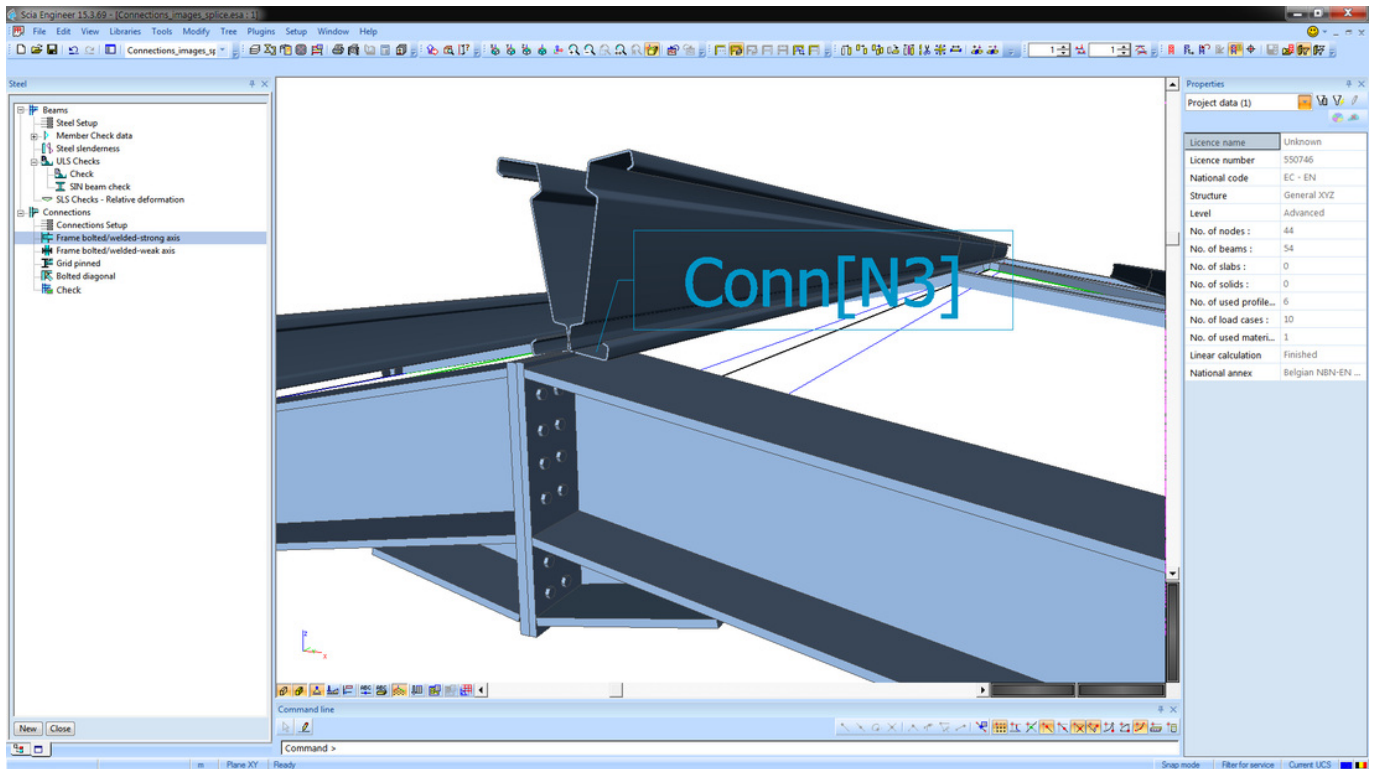 Scia Engineer 15.3.69 - [Connections_images_splice.esa : 1]
File Edit View Libraries Tools Modify Tree Plugins Setup Window Help
Connections_images_sp
1
1
Steel
Beams
Steel Setup
Member Check data
Steel slenderness
ULS Checks
Check
SIN beam check
SLS Checks - Relative deformation
Connections
Connections Setup
Frame bolted/welded-strong axis
Frame bolted/welded-weak axis
Grid pinned
Bolted diagonal
Check
New Close
Conn[N3]
z
x
Properties
Project data (1)
Licence name Unknown
Licence number 550746
National code EC - EN
Structure General XYZ
Level Advanced
No. of nodes : 44
No. of beams : 54
No. of slabs : 0
No. of solids : 0
No. of used profile... 6
No. of load cases : 10
No. of used materi... 1
Linear calculation Finished
National annex Belgian NBN-EN ...
Command line
Command >
m Plane XY Ready
Snap mode Filter for service Current UCS